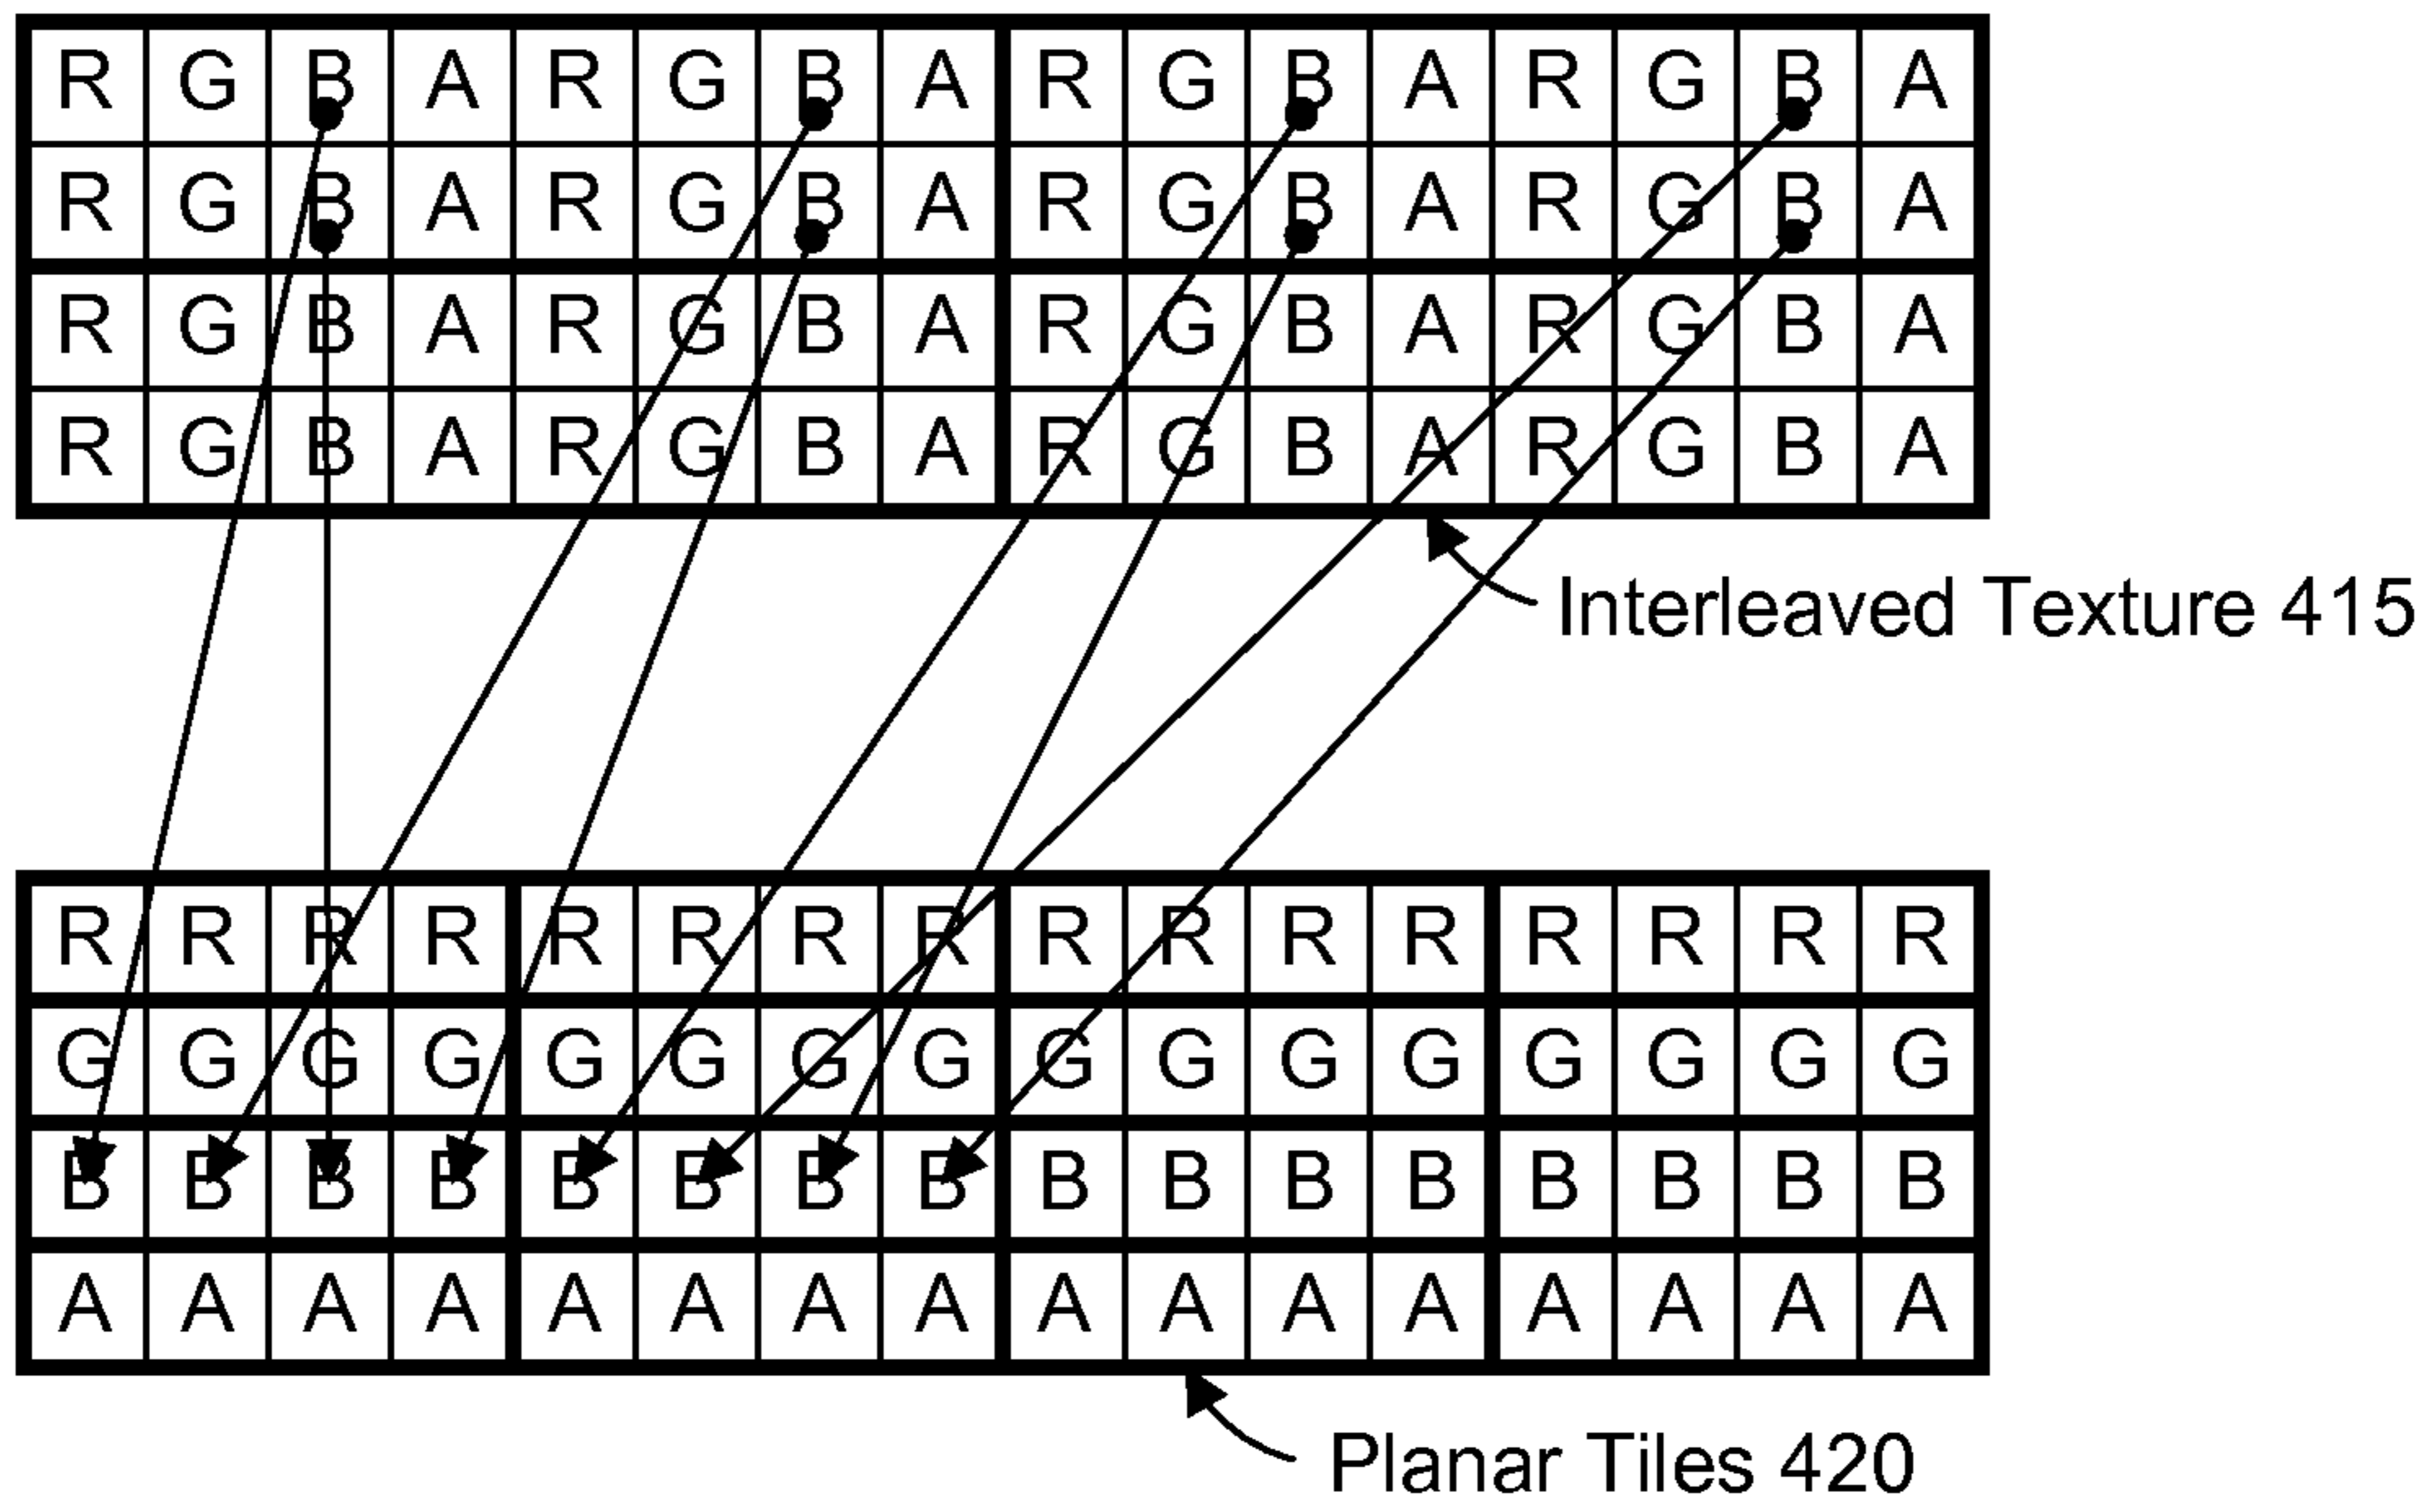 R G B A R G B A R G B A R G B A
R G B A R G B A R G B A R G B A
R G B A R G B A R G B A R G B A
R G B A R G B A R G B A R G B A
Interleaved Texture 415
R R R R R R R R R R R R R R R R
G G G G G G G G G G G G G G G G
B B B B B B B B B B B B B B B B
A A A A A A A A A A A A A A A A
Planar Tiles 420